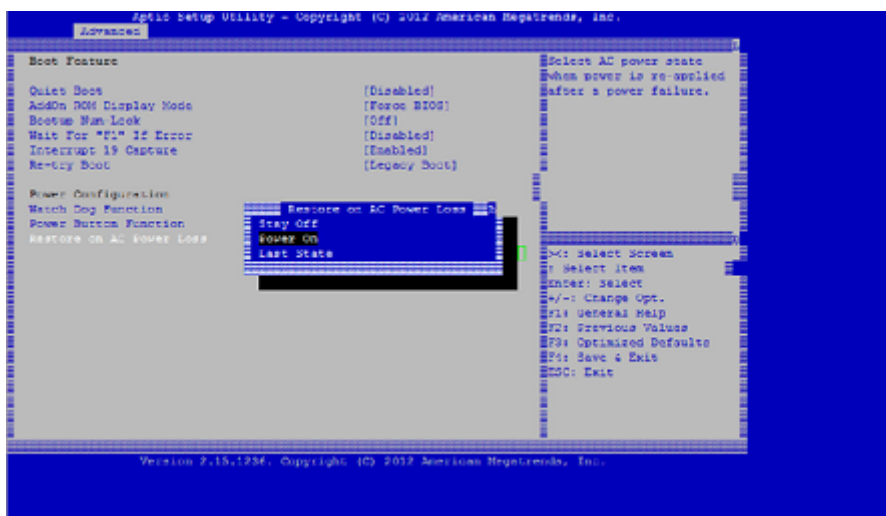 Aptio Setup Utility - Copyright (C) 2012 American Megatrends, Inc.
Advanced
Boot Feature
Quiet Boot [Disabled]
AddOn ROM Display Mode [Force BIOS]
Bootup Num-Lock [Off]
Wait For "F1" If Error [Disabled]
Interrupt 19 Capture [Enabled]
Re-try Boot [Legacy Boot]
Power Configuration
Watch Dog Function
Power Button Function
Restore on AC Power Loss
Restore on AC Power Loss
Stay Off
Power On
Last State
Select AC power state
when power is re-applied
after a power failure.
><: Select Screen
: Select Item
Enter: Select
+/-: Change Opt.
F1: General Help
F2: Previous Values
F3: Optimized Defaults
F4: Save & Exit
ESC: Exit
Version 2.15.1236. Copyright (C) 2012 American Megatrends, Inc.